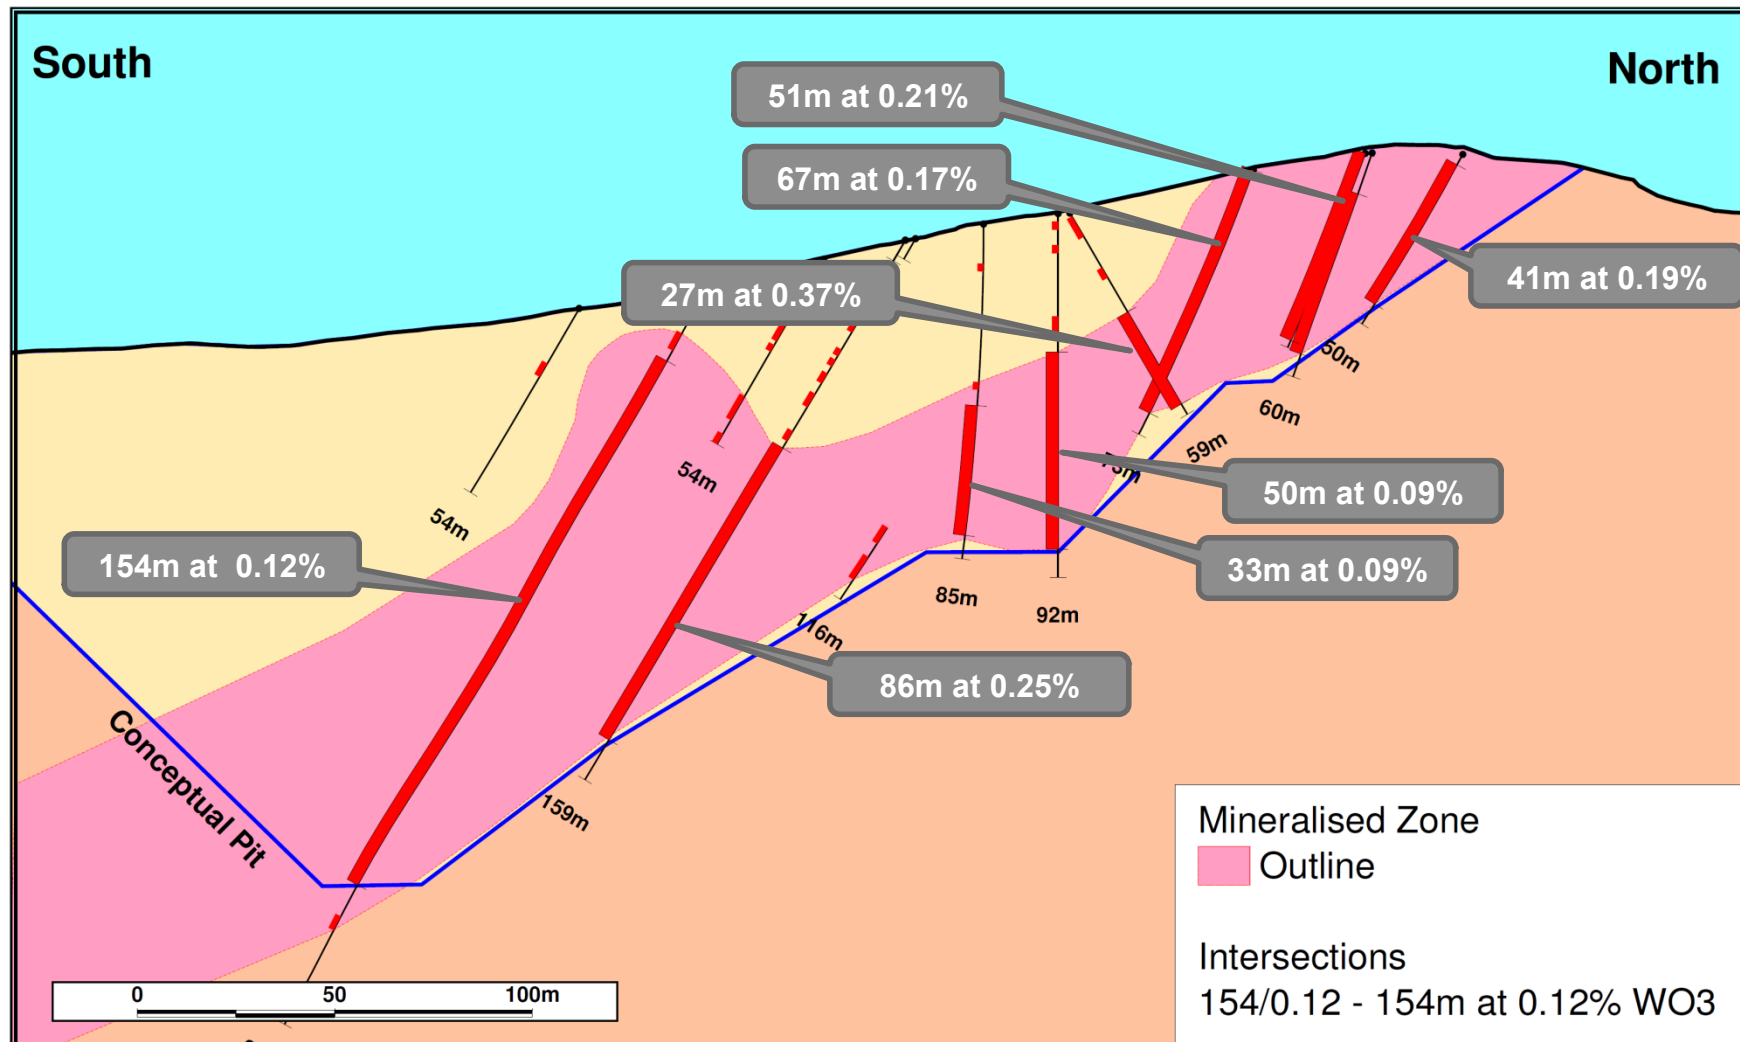 South
North
51m at 0.21%
67m at 0.17%
27m at 0.37%
41m at 0.19%
50m
60m
59m
73m
54m
54m
50m at 0.09%
154m at 0.12%
33m at 0.09%
85m
92m
116m
86m at 0.25%
Conceptual Pit
159m
Mineralised Zone
Outline
Intersections
154/0.12 - 154m at 0.12% WO3
0 50 100m